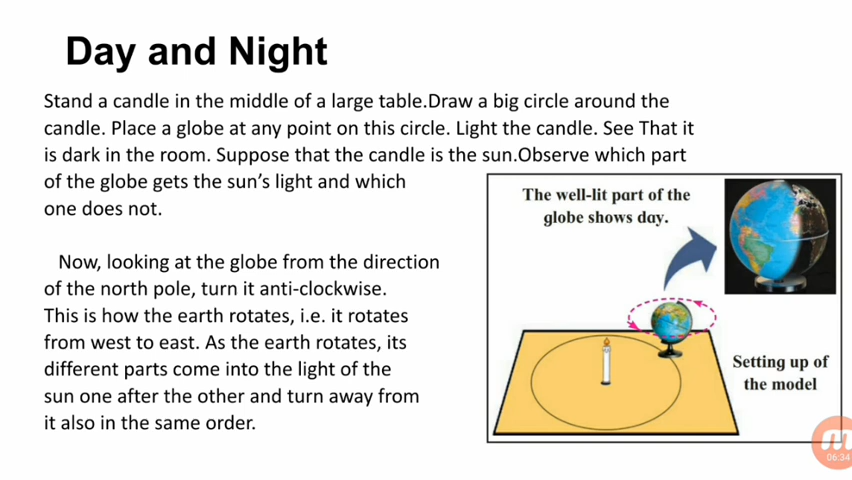 Day and Night
Stand a candle in the middle of a large table.Draw a big circle around the
candle. Place a globe at any point on this circle. Light the candle. See That it
is dark in the room. Suppose that the candle is the sun.Observe which part
of the globe gets the sun's light and which
one does not.
Now, looking at the globe from the direction
of the north pole, turn it anti-clockwise.
This is how the earth rotates, i.e. it rotates
from west to east. As the earth rotates, its
different parts come into the light of the
sun one after the other and turn away from
it also in the same order.
The well-lit part of the
globe shows day.
Setting up of
the model
06:34